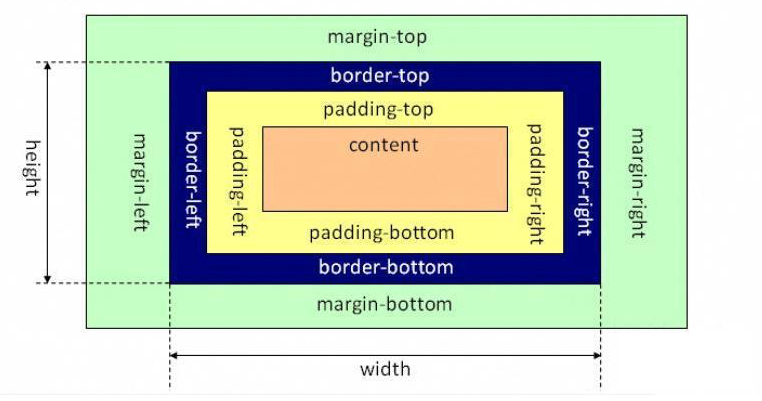 margin-top
border-top
padding-top
content
height
margin-left
border-left
padding-left
padding-right
border-right
margin-right
padding-bottom
border-bottom
margin-bottom
width